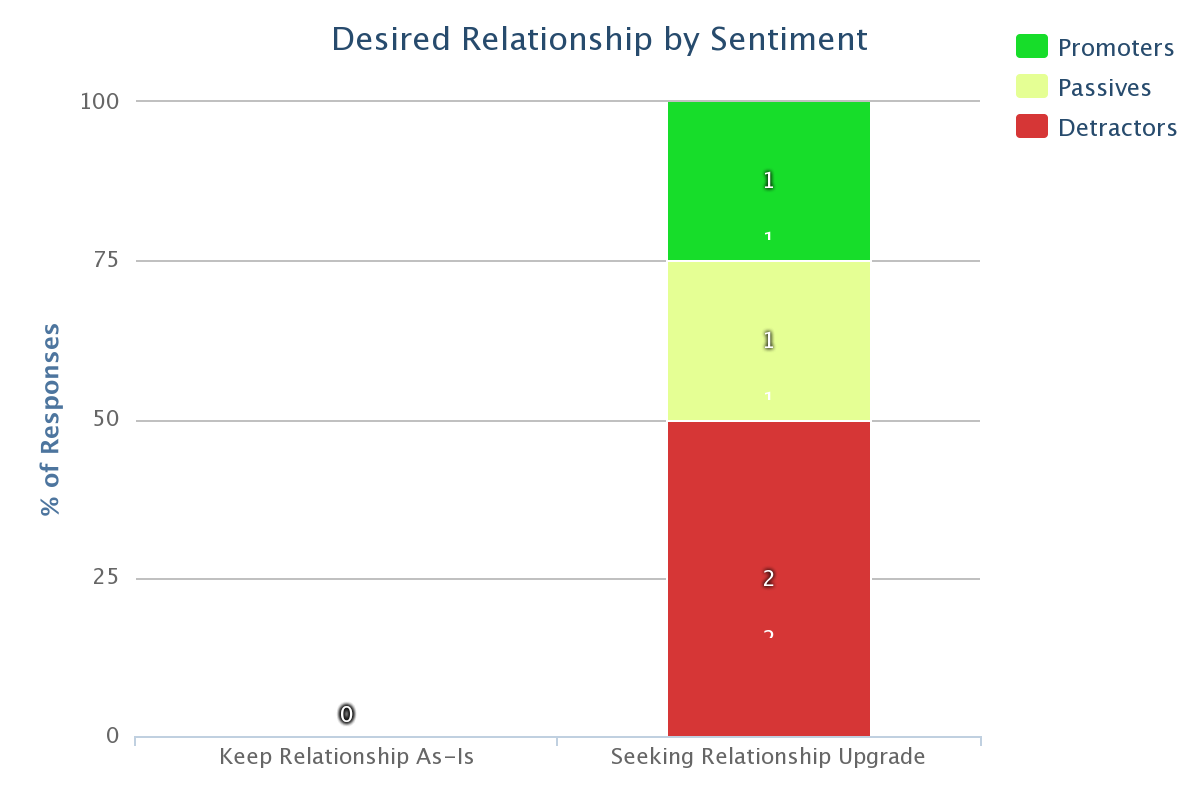 Desired Relationship by Sentiment
Promoters
Passives
Detractors
% of Responses
100
75
50
25
0
1
1
2
0
Keep Relationship As-Is
Seeking Relationship Upgrade